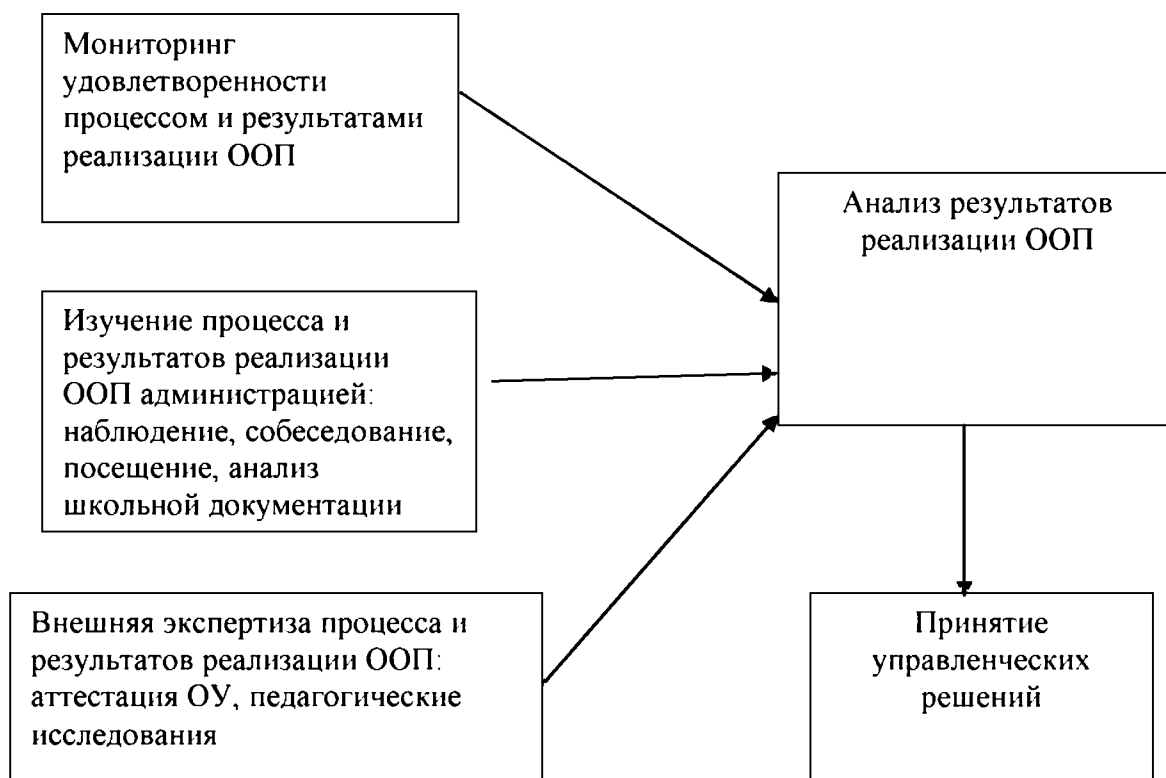 Мониторинг
удовлетворенности
процессом и результатами
реализации ООП
Изучение процесса и
результатов реализации
ООП администрацией:
наблюдение, собеседование,
посещение, анализ
школьной документации
Внешняя экспертиза процесса и
результатов реализации ООП:
аттестация ОУ, педагогические
исследования
Анализ результатов
реализации ООП
Принятие
управленческих
решений